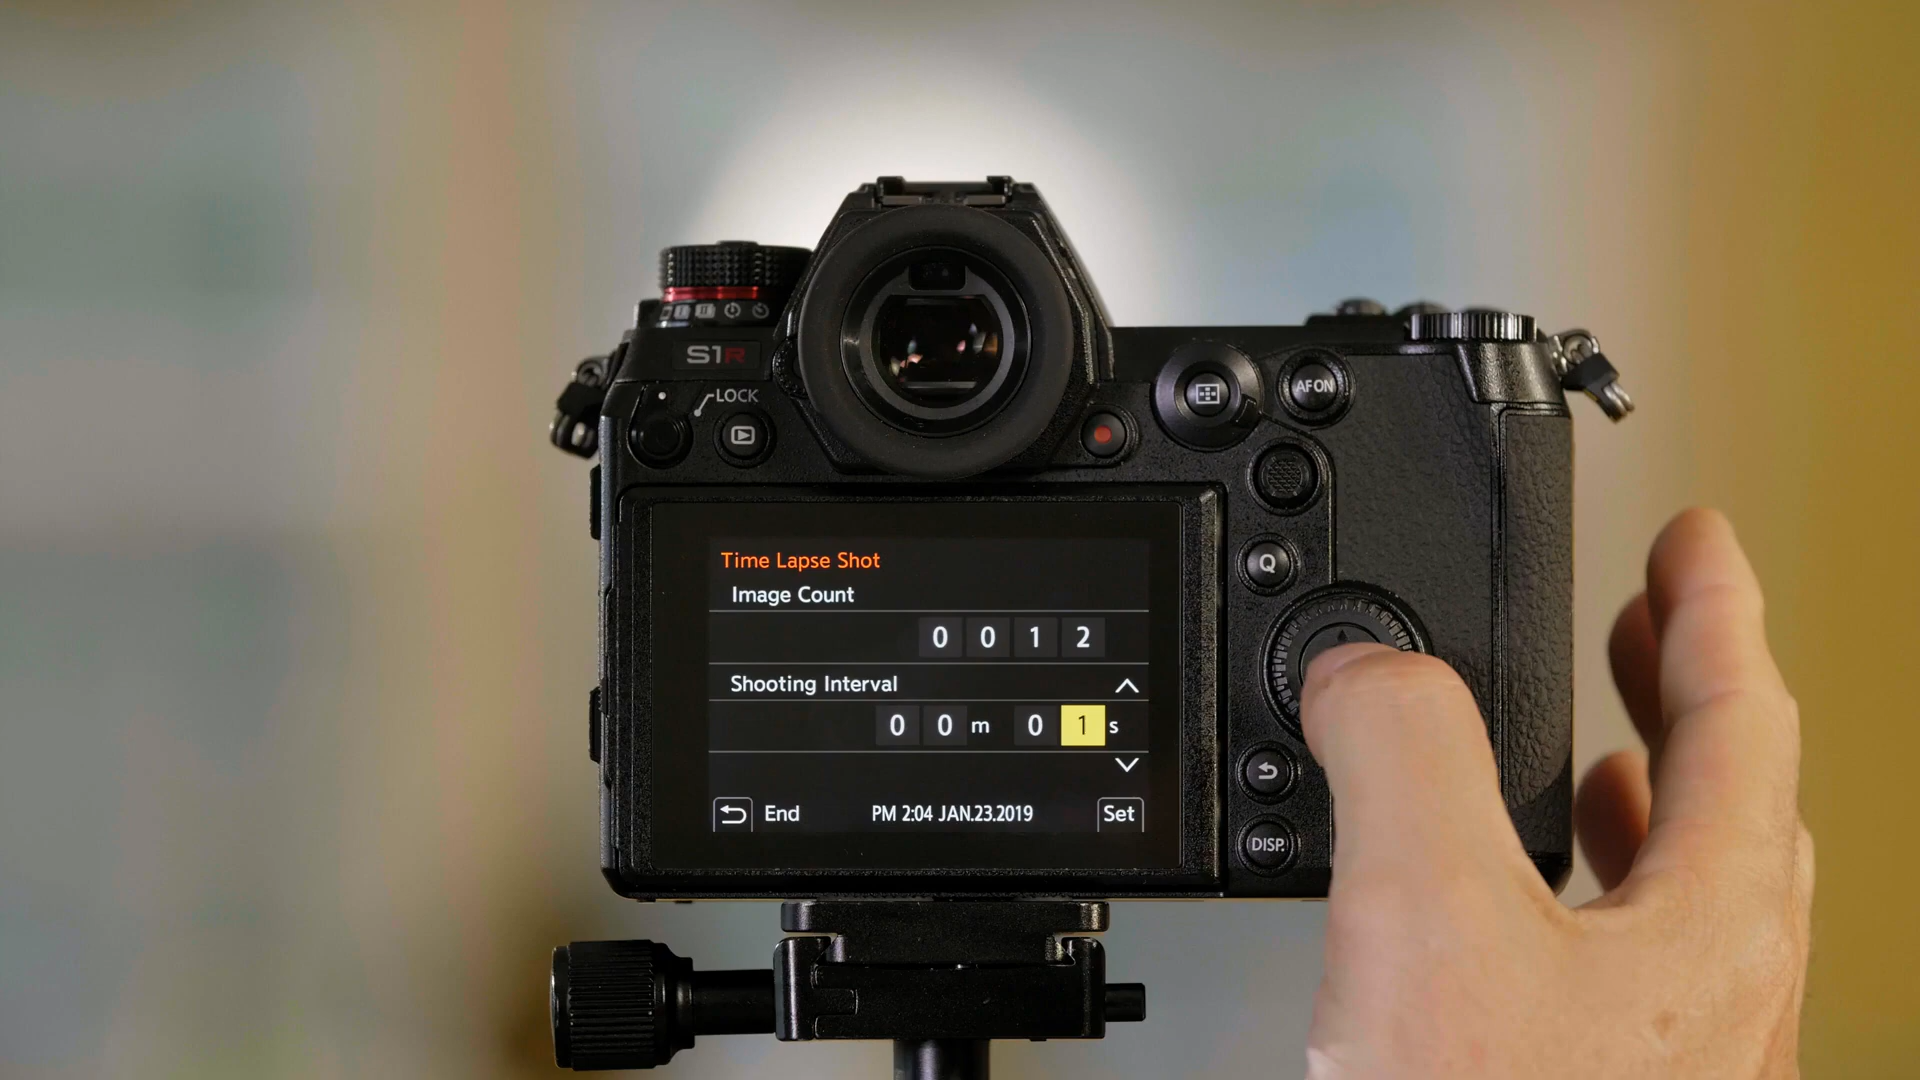 S1R
LOCK
AF ON
Q
Time Lapse Shot
Image Count
0 0 1 2
Shooting Interval
0 0 m 0 1 s
End PM 2:04 JAN.23.2019 Set
DISP.